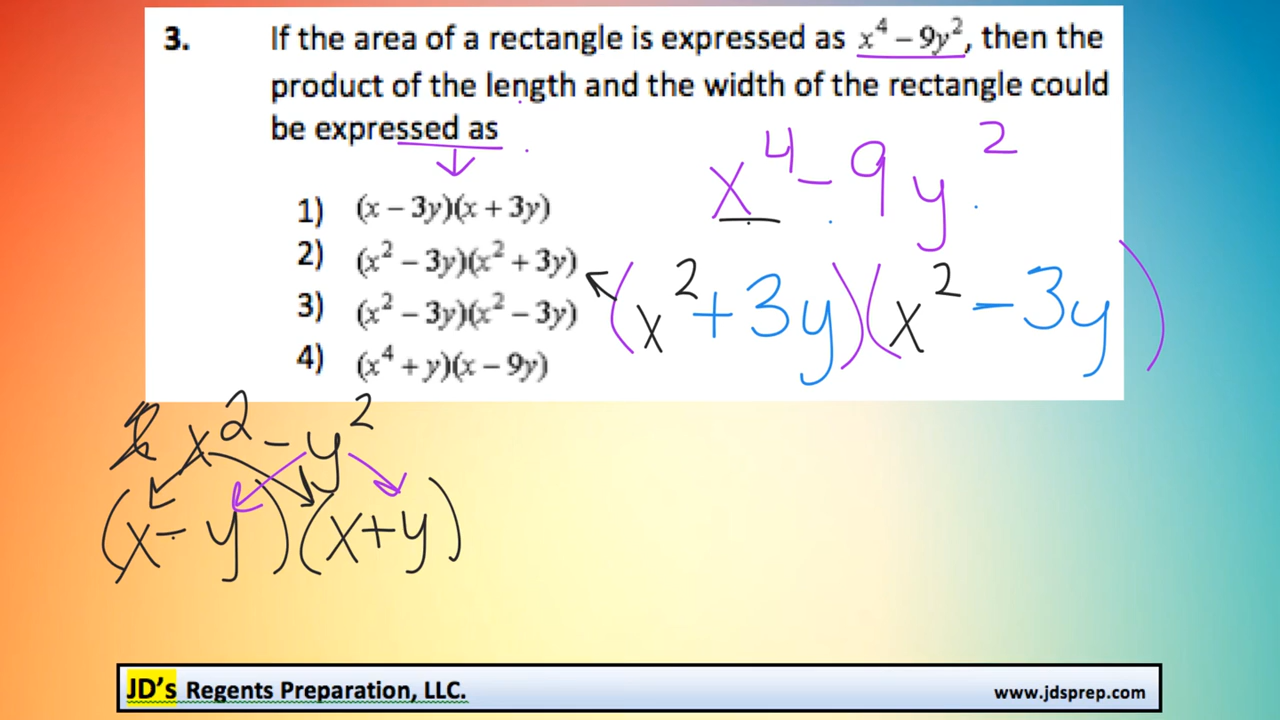 3. If the area of a rectangle is expressed as x⁴ − 9y², then the
product of the length and the width of the rectangle could
be expressed as
x⁴ − 9y²
1) (x − 3y)(x + 3y)
2) (x² − 3y)(x² + 3y)
3) (x² − 3y)(x² − 3y)
(x² + 3y)(x² − 3y)
4) (x⁴ + y)(x − 9y)
x² − y²
(x − y)(x + y)
JD's Regents Preparation, LLC.
www.jdsprep.com